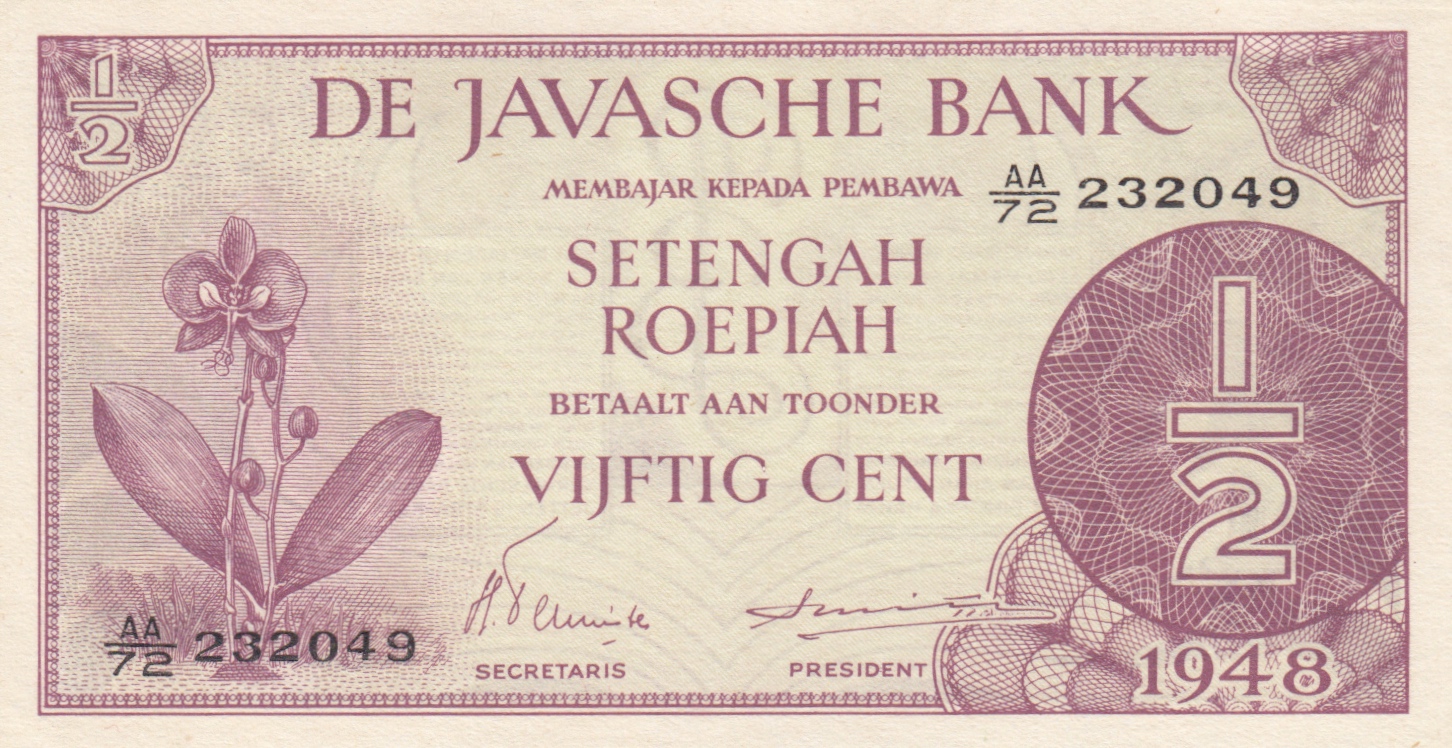 1/2
DE JAVASCHE BANK
MEMBAJAR KEPADA PEMBAWA
AA/72 232049
SETENGAH
ROEPIAH
BETAALT AAN TOONDER
VIJFTIG CENT
1/2
AA/72 232049
SECRETARIS
PRESIDENT
1948